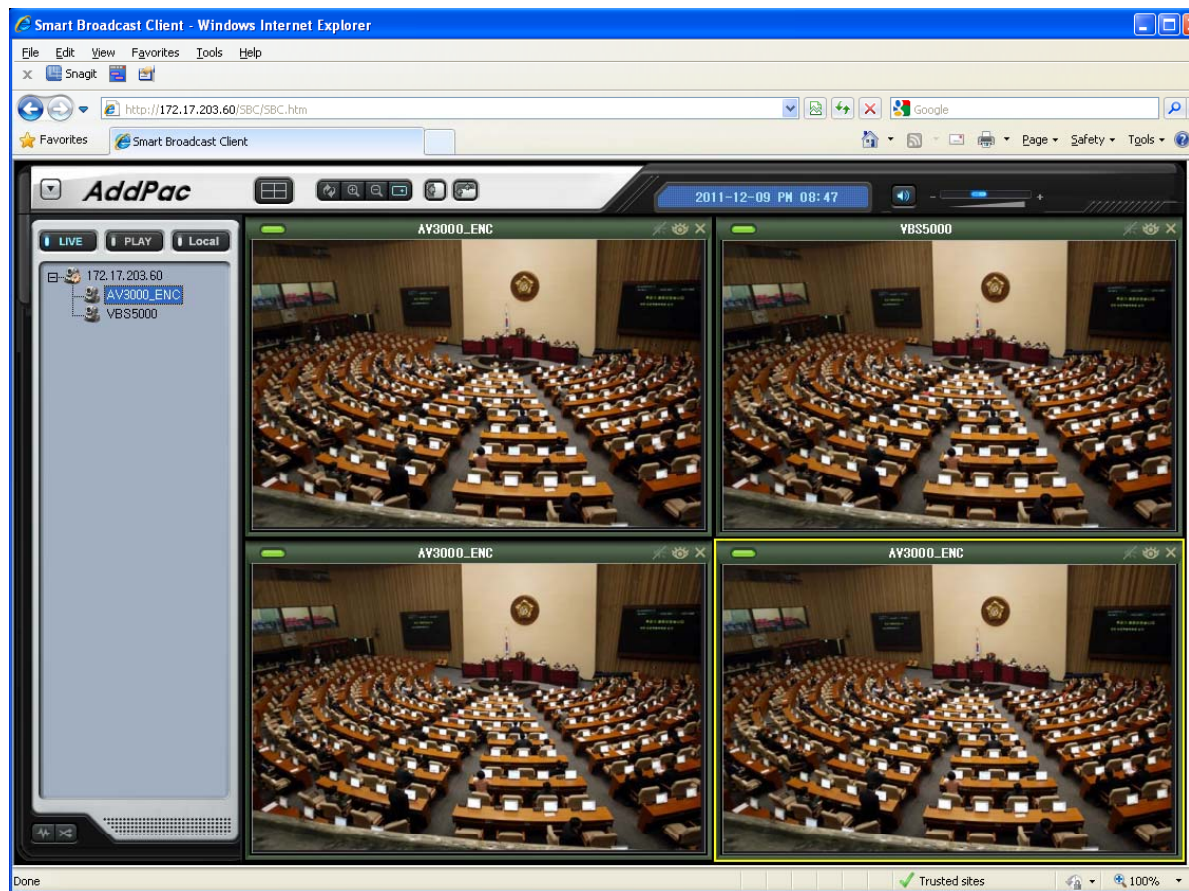 Smart Broadcast Client - Windows Internet Explorer
File Edit View Favorites Tools Help
x Snagit
http://172.17.203.60/SBC/SBC.htm
Google
Favorites Smart Broadcast Client
Page Safety Tools
AddPac
2011-12-09 PM 08:47
- +
LIVE PLAY Local
172.17.203.60
AV3000_ENC
VBS5000
AV3000_ENC
VBS5000
AV3000_ENC
AV3000_ENC
Done
Trusted sites
100%